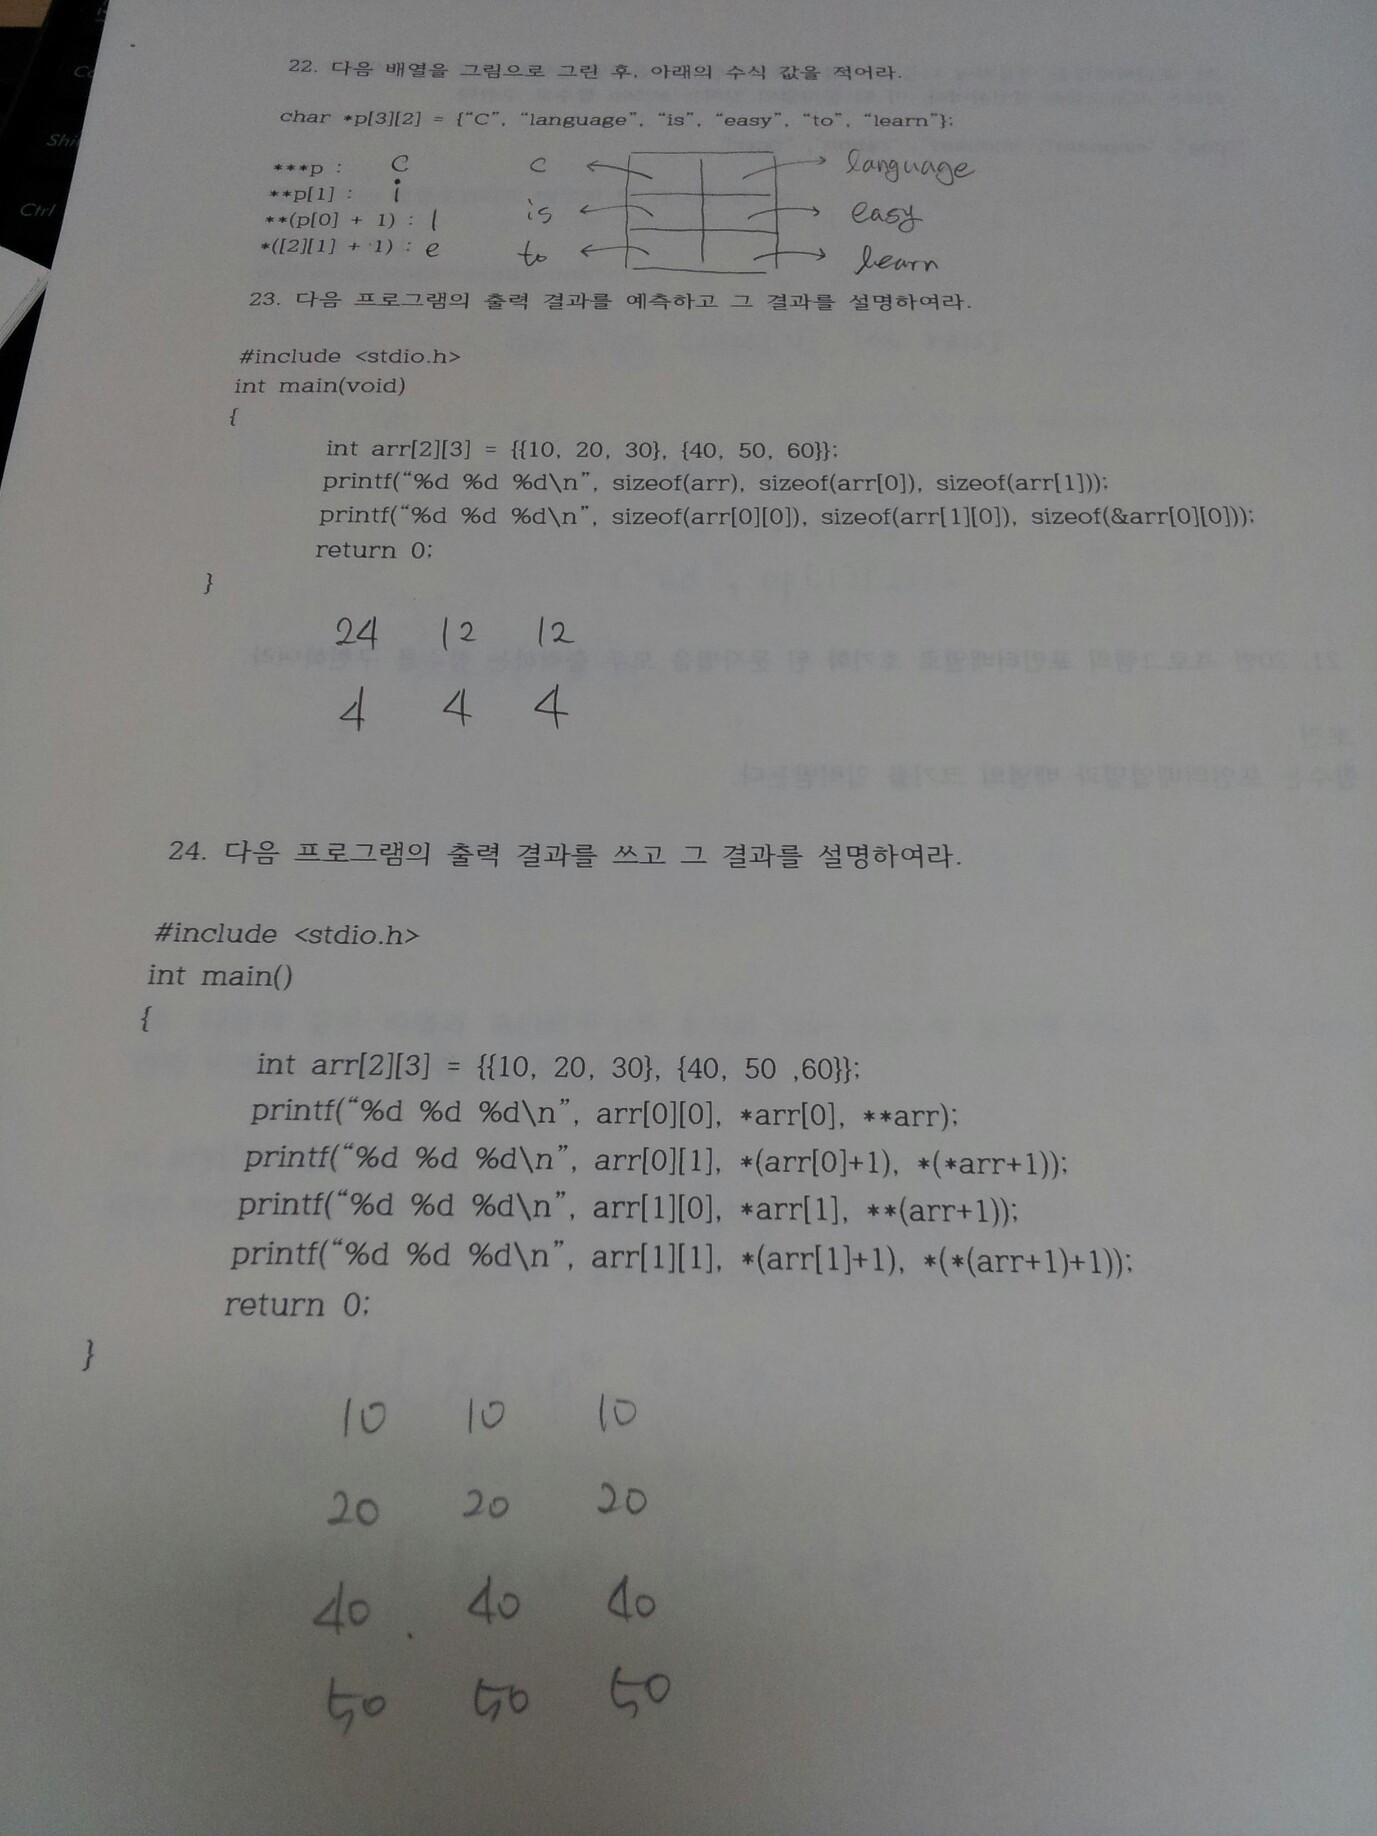 22. 다음 배열을 그림으로 그린 후, 아래의 수식 값을 적어라.
char *p[3][2] = {“C”, “language”, “is”, “easy”, “to”, “learn”};
***p : C
**p[1] : i
**(p[0] + 1) : l
*([2][1] + 1) : e
C language
is easy
to learn
23. 다음 프로그램의 출력 결과를 예측하고 그 결과를 설명하여라.
#include <stdio.h>
int main(void)
{
int arr[2][3] = {{10, 20, 30}, {40, 50, 60}};
printf(“%d %d %d\n”, sizeof(arr), sizeof(arr[0]), sizeof(arr[1]));
printf(“%d %d %d\n”, sizeof(arr[0][0]), sizeof(arr[1][0]), sizeof(&arr[0][0]));
return 0;
}
24 12 12
4 4 4
24. 다음 프로그램의 출력 결과를 쓰고 그 결과를 설명하여라.
#include <stdio.h>
int main()
{
int arr[2][3] = {{10, 20, 30}, {40, 50 ,60}};
printf(“%d %d %d\n”, arr[0][0], *arr[0], **arr);
printf(“%d %d %d\n”, arr[0][1], *(arr[0]+1), *(*arr+1));
printf(“%d %d %d\n”, arr[1][0], *arr[1], **(arr+1));
printf(“%d %d %d\n”, arr[1][1], *(arr[1]+1), *(*(arr+1)+1));
return 0;
}
10 10 10
20 20 20
40 40 40
50 50 50
Ctrl